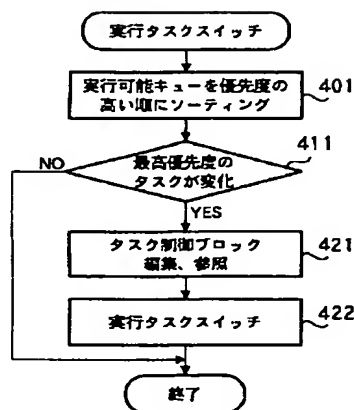 実行タスクスイッチ
実行可能キューを優先度の
高い順にソーティング
401
411
NO
最高優先度の
タスクが変化
YES
タスク制御ブロック
編集、参照
421
実行タスクスイッチ
422
終了